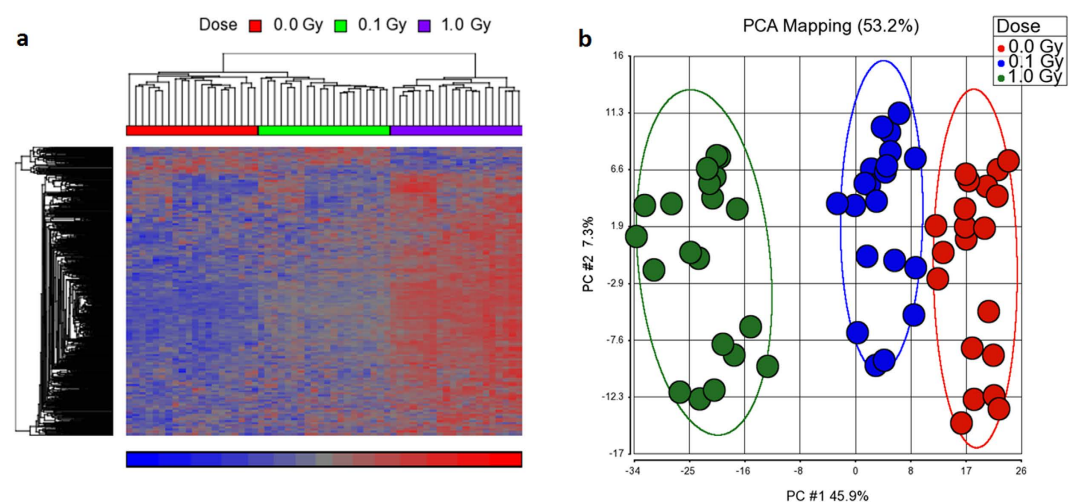 a
Dose 0.0 Gy 0.1 Gy 1.0 Gy
b
PCA Mapping (53.2%)
Dose
0.0 Gy
0.1 Gy
1.0 Gy
16
11.3
6.6
1.9
-2.9
-7.6
-12.3
-17
PC #2 7.3%
-34 -25 -16 -8 0 8 17 26
PC #1 45.9%